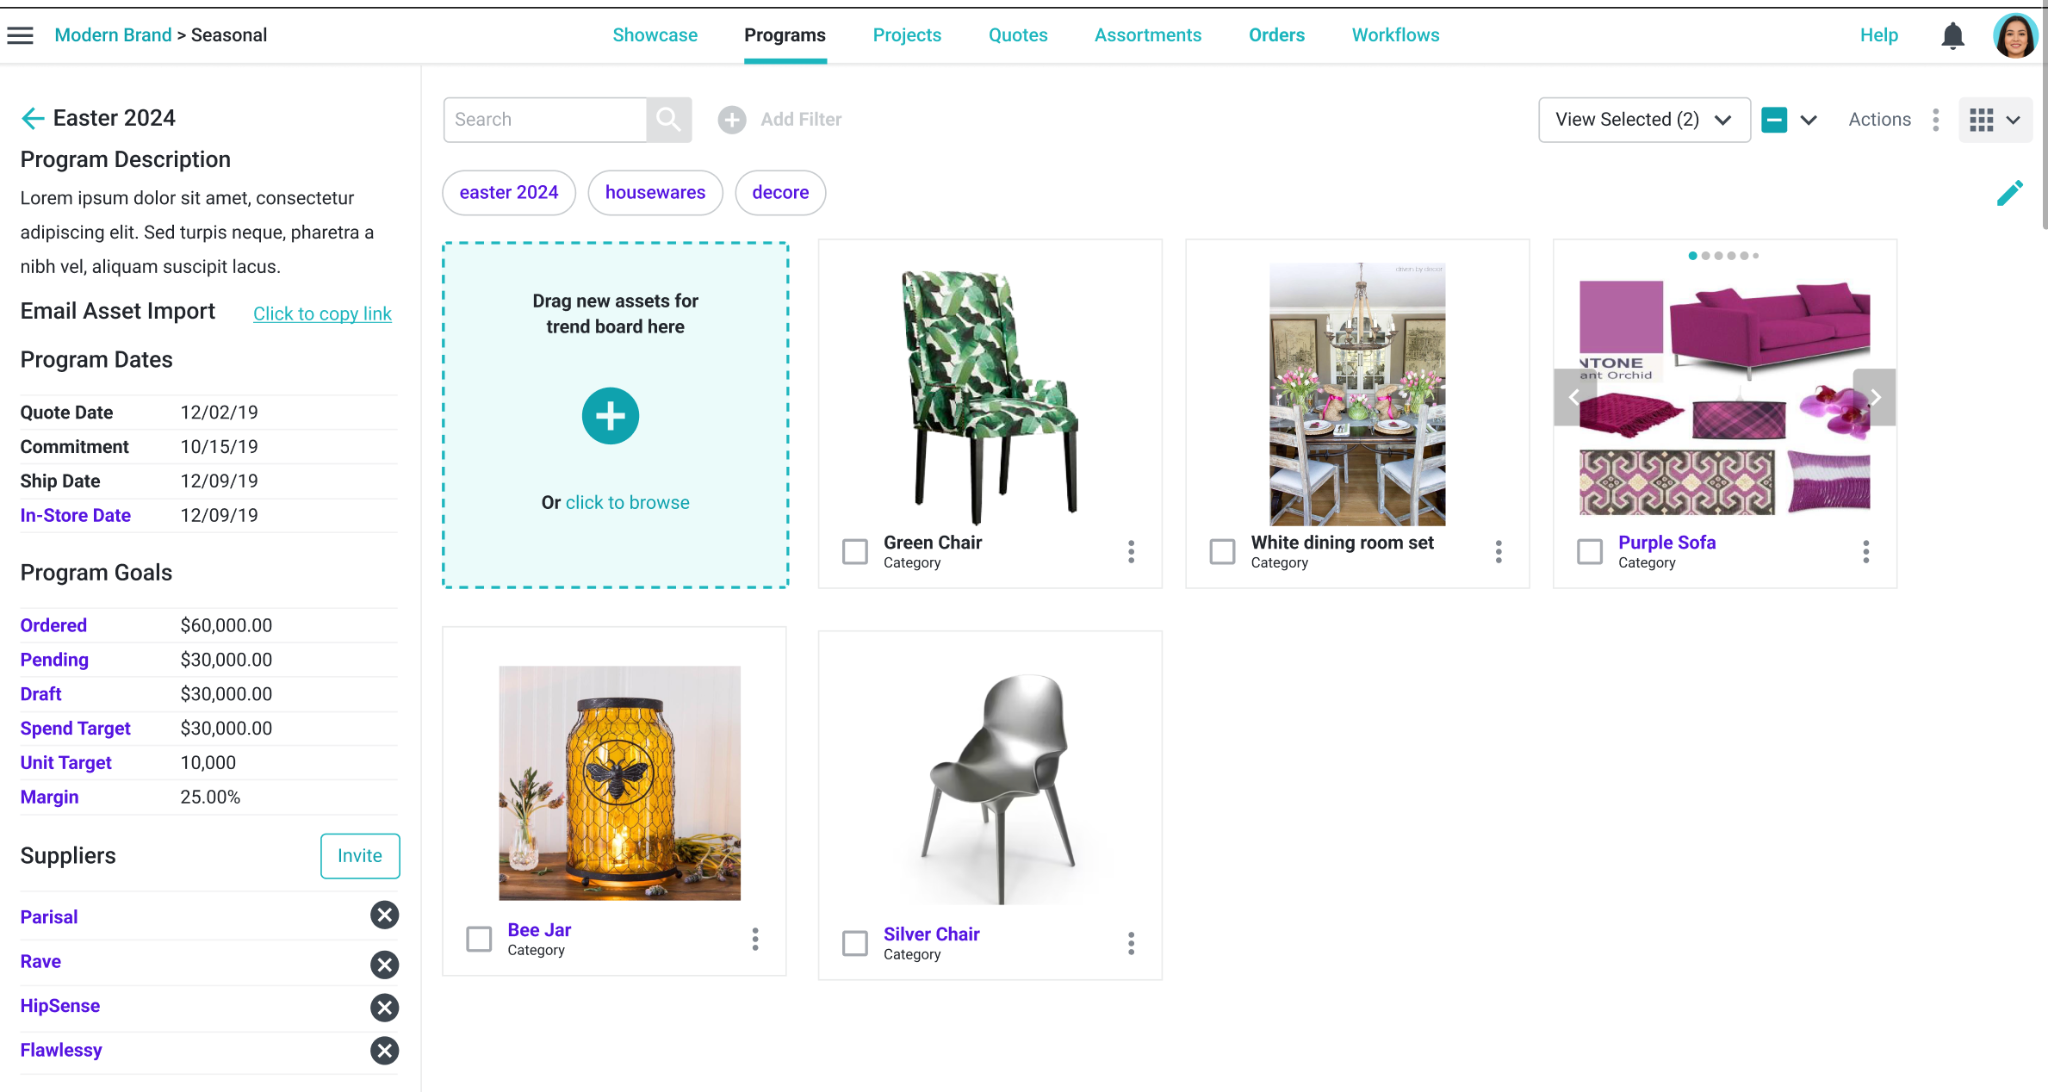 Modern Brand > Seasonal
Showcase
Programs
Projects
Quotes
Assortments
Orders
Workflows
Help
Easter 2024
Program Description
Lorem ipsum dolor sit amet, consectetur
adipiscing elit. Sed turpis neque, pharetra a
nibh vel, aliquam suscipit lacus.
Email Asset Import
Click to copy link
Program Dates
Quote Date 12/02/19
Commitment 10/15/19
Ship Date 12/09/19
In-Store Date 12/09/19
Program Goals
Ordered $60,000.00
Pending $30,000.00
Draft $30,000.00
Spend Target $30,000.00
Unit Target 10,000
Margin 25.00%
Suppliers
Invite
Parisal
Rave
HipSense
Flawlessy
Search
Add Filter
View Selected (2)
Actions
easter 2024
housewares
decore
Drag new assets for
trend board here
Or click to browse
Green Chair
Category
driven by decor
White dining room set
Category
NTONE
ant Orchid
Purple Sofa
Category
Bee Jar
Category
Silver Chair
Category